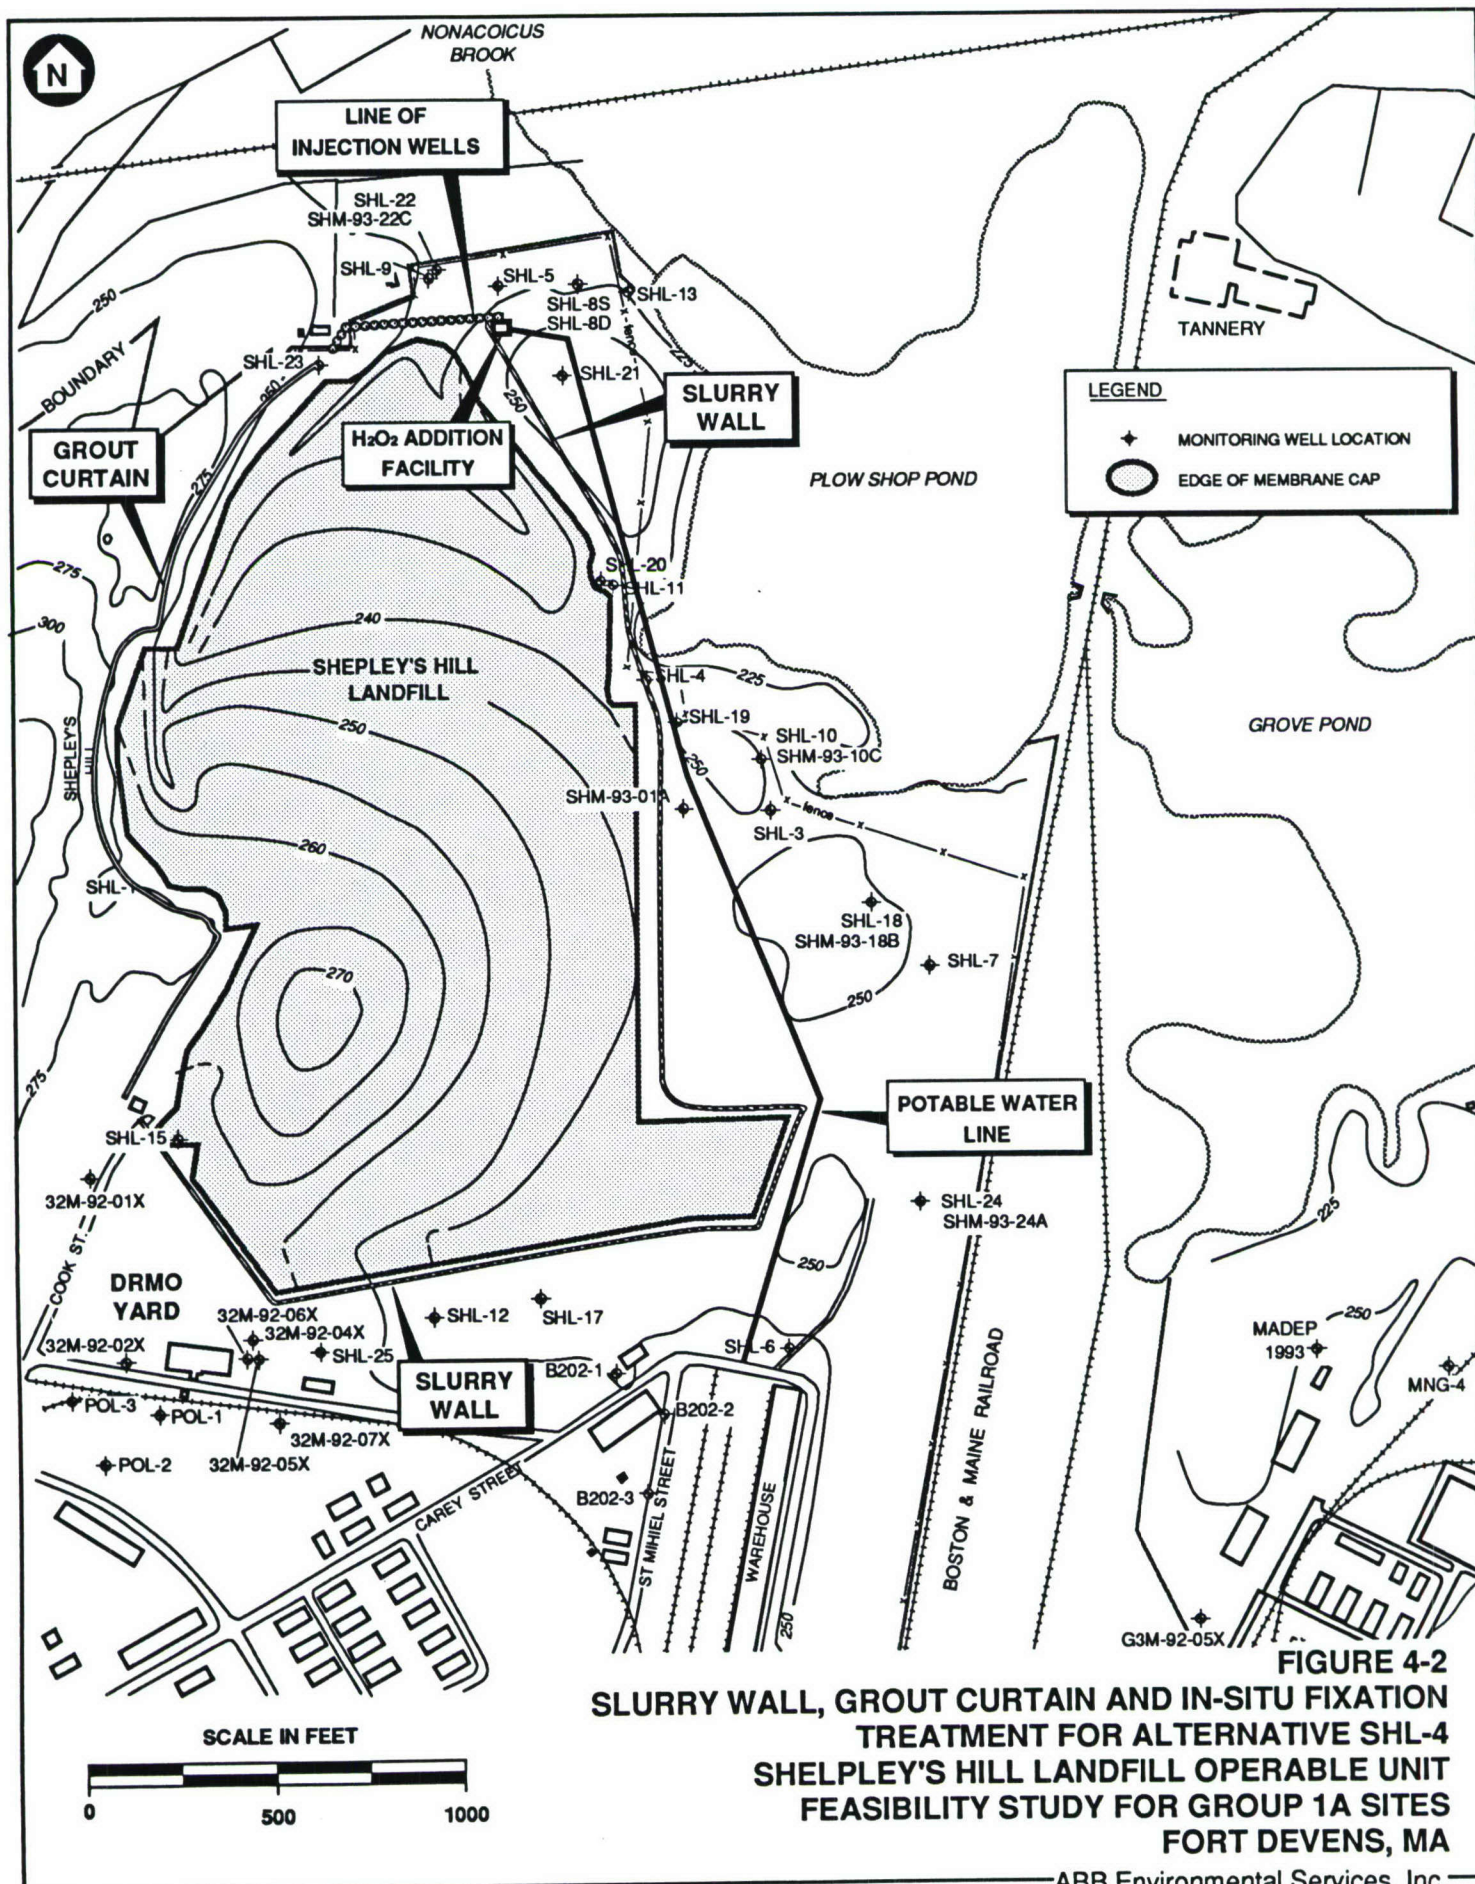 N
NONACOICUS
BROOK
LINE OF
INJECTION WELLS
SHL-22
SHM-93-22C
SHL-9
SHL-5
SHL-8S
SHL-8D
SHL-13
250
fence
225
TANNERY
SHL-23
250
BOUNDARY
SHL-21
250
SLURRY
WALL
LEGEND
MONITORING WELL LOCATION
EDGE OF MEMBRANE CAP
GROUT
CURTAIN
H2O2 ADDITION
FACILITY
275
PLOW SHOP POND
275
300
SHL-20
SHL-11
240
SHEPLEY'S HILL
LANDFILL
SHL-4
225
SHL-19
SHL-10
SHM-93-10C
GROVE POND
SHEPLEY'S
HILL
250
250
SHM-93-01A
fence
SHL-3
260
SHL-1
SHL-18
SHM-93-18B
SHL-7
270
250
275
POTABLE WATER
LINE
SHL-15
32M-92-01X
SHL-24
SHM-93-24A
225
COOK ST.
250
DRMO
YARD
32M-92-06X
32M-92-04X
32M-92-02X
SHL-25
SHL-12
SHL-17
SHL-6
MADEP
1993
250
MNG-4
B202-1
SLURRY
WALL
POL-3
POL-1
32M-92-07X
32M-92-05X
POL-2
B202-2
B202-3
CAREY STREET
ST MIHIEL STREET
WAREHOUSE
250
BOSTON & MAINE RAILROAD
G3M-92-05X
FIGURE 4-2
SLURRY WALL, GROUT CURTAIN AND IN-SITU FIXATION
TREATMENT FOR ALTERNATIVE SHL-4
SHELPLEY'S HILL LANDFILL OPERABLE UNIT
FEASIBILITY STUDY FOR GROUP 1A SITES
FORT DEVENS, MA
SCALE IN FEET
0 500 1000
ABB Environmental Services, Inc.